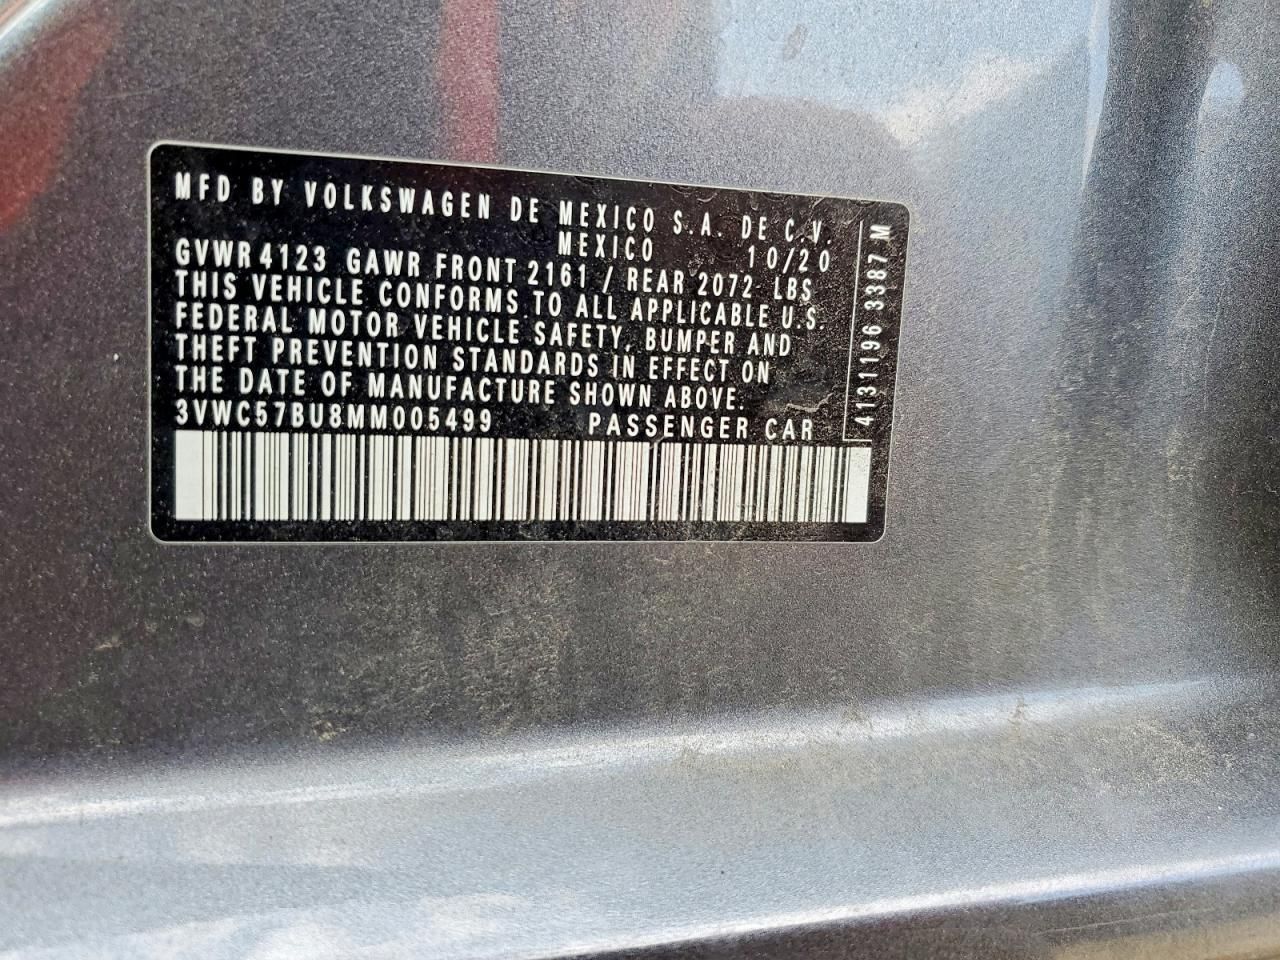 MFD BY VOLKSWAGEN DE MEXICO S.A. DE C.V.
MEXICO 10/20
GVWR 4123 GAWR FRONT 2161 / REAR 2072 LBS
THIS VEHICLE CONFORMS TO ALL APPLICABLE U.S.
FEDERAL MOTOR VEHICLE SAFETY, BUMPER AND
THEFT PREVENTION STANDARDS IN EFFECT ON
THE DATE OF MANUFACTURE SHOWN ABOVE.
3VWC57BU8MM005499 PASSENGER CAR
4131196 3387 M